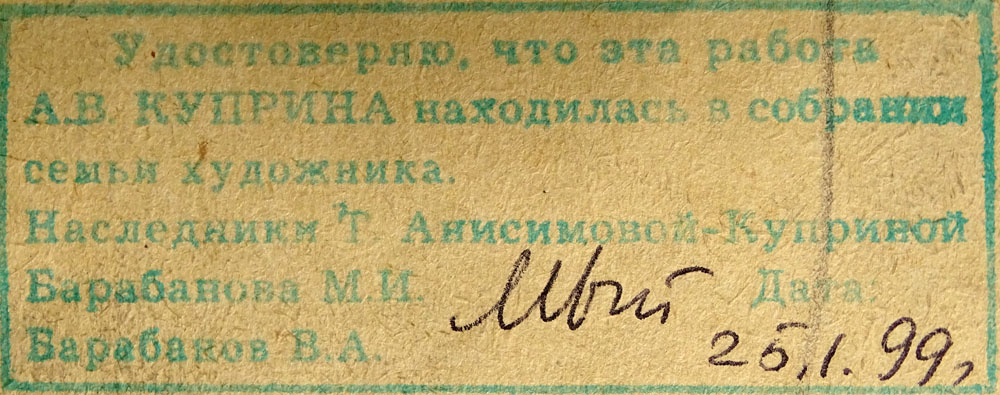 Удостоверяю, что эта работа
А.В. КУПРИНА находилась в собрании
семьи художника.
Наследники Т. Анисимовой-Куприной
Барабанова М.И. Дата:
Барабанов В.А. 25.1.99,